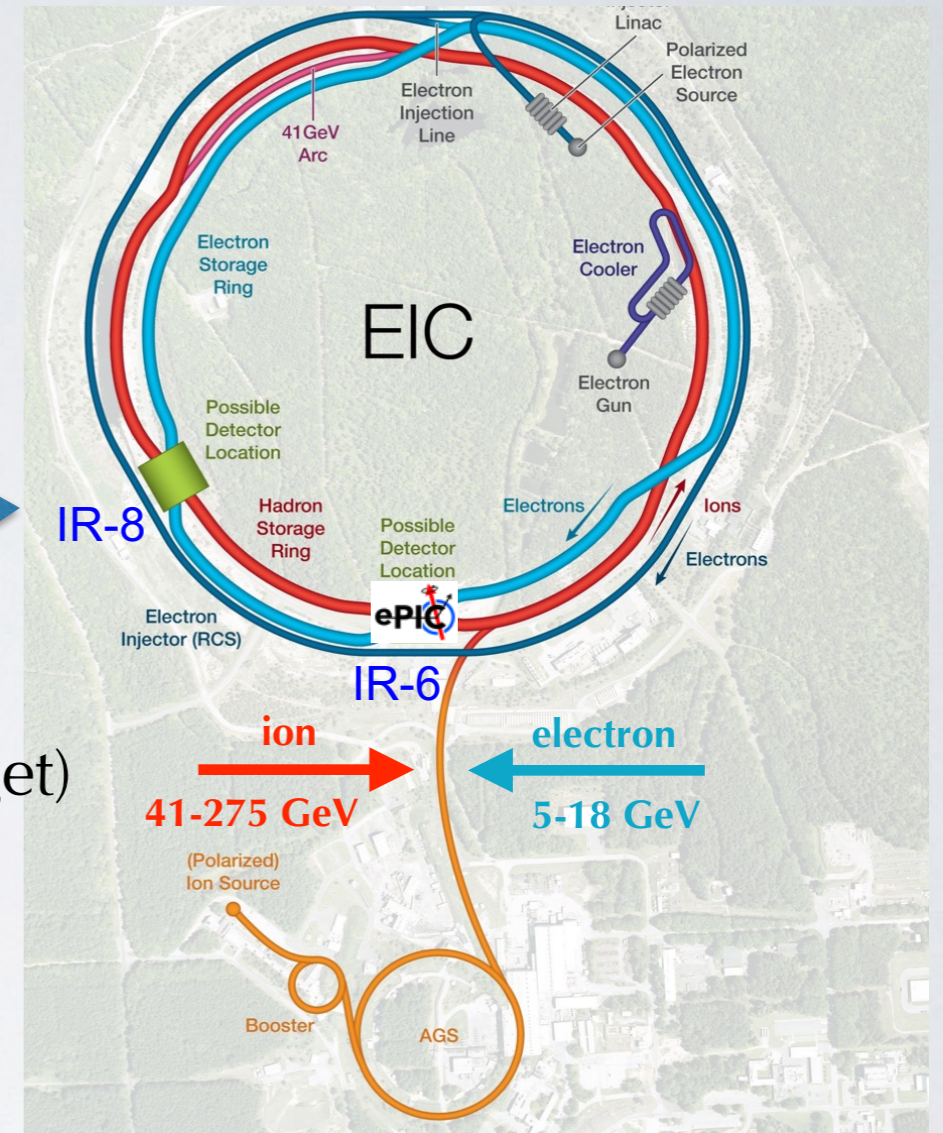 Linac
Polarized
Electron
Source
Electron
Injection
Line
41GeV
Arc
Electron
Storage
Ring
Electron
Cooler
EIC
Electron
Gun
Possible
Detector
Location
IR-8
Hadron
Storage
Ring
Possible
Detector
Location
Electrons
Ions
Electrons
ePIC
Electron
Injector (RCS)
IR-6
ion
electron
et)
41-275 GeV
5-18 GeV
(Polarized)
Ion Source
Booster
AGS